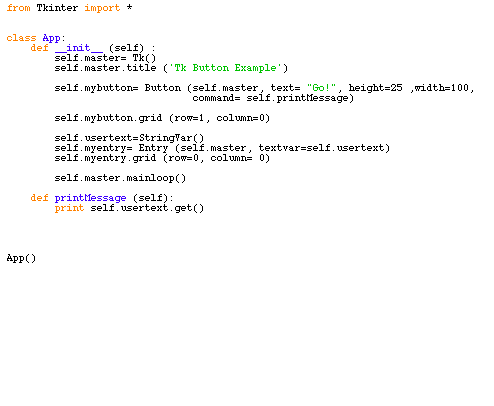 from Tkinter import *
class App:
def __init__ (self) :
self.master= Tk()
self.master.title ('Tk Button Example')
self.mybutton= Button (self.master, text= "Go!", height=25 ,width=100,
command= self.printMessage)
self.mybutton.grid (row=1, column=0)
self.usertext=StringVar()
self.myentry= Entry (self.master, textvar=self.usertext)
self.myentry.grid (row=0, column= 0)
self.master.mainloop()
def printMessage (self):
print self.usertext.get()
App()